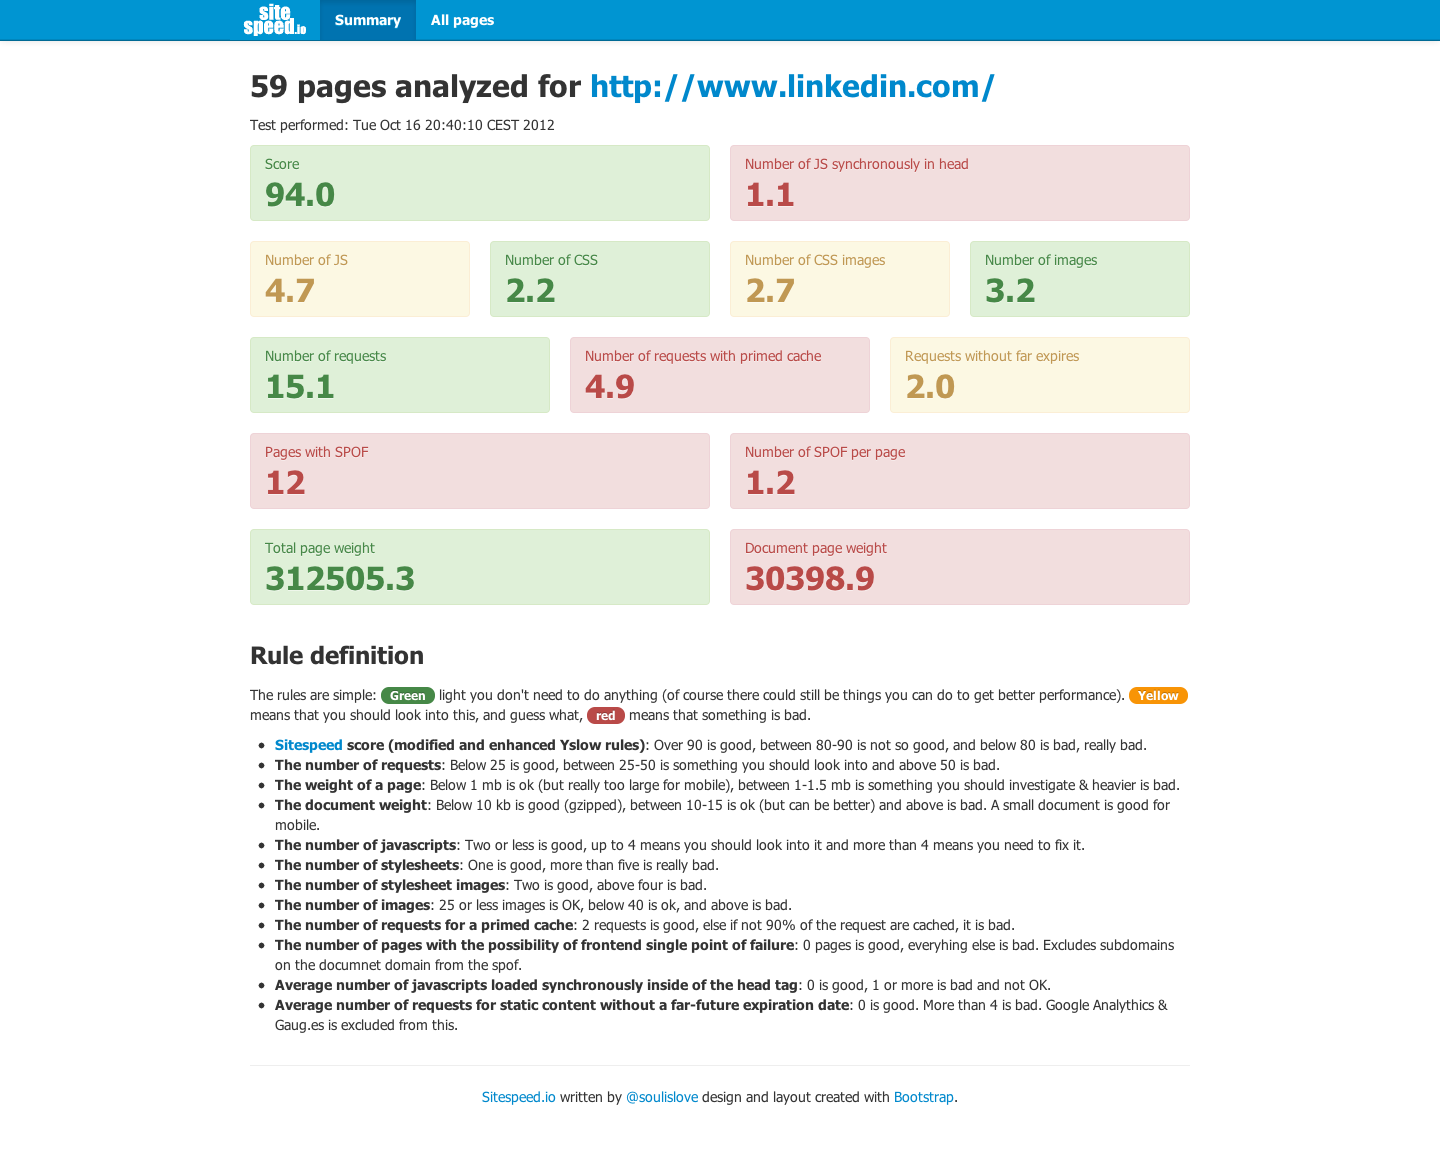 site
speed.io
Summary
All pages
59 pages analyzed for http://www.linkedin.com/
Test performed: Tue Oct 16 20:40:10 CEST 2012
Score
94.0
Number of JS synchronously in head
1.1
Number of JS
4.7
Number of CSS
2.2
Number of CSS images
2.7
Number of images
3.2
Number of requests
15.1
Number of requests with primed cache
4.9
Requests without far expires
2.0
Pages with SPOF
12
Number of SPOF per page
1.2
Total page weight
312505.3
Document page weight
30398.9
Rule definition
The rules are simple: Green light you don't need to do anything (of course there could still be things you can do to get better performance). Yellow
means that you should look into this, and guess what, red means that something is bad.
• Sitespeed score (modified and enhanced Yslow rules): Over 90 is good, between 80-90 is not so good, and below 80 is bad, really bad.
• The number of requests: Below 25 is good, between 25-50 is something you should look into and above 50 is bad.
• The weight of a page: Below 1 mb is ok (but really too large for mobile), between 1-1.5 mb is something you should investigate & heavier is bad.
• The document weight: Below 10 kb is good (gzipped), between 10-15 is ok (but can be better) and above is bad. A small document is good for
mobile.
• The number of javascripts: Two or less is good, up to 4 means you should look into it and more than 4 means you need to fix it.
• The number of stylesheets: One is good, more than five is really bad.
• The number of stylesheet images: Two is good, above four is bad.
• The number of images: 25 or less images is OK, below 40 is ok, and above is bad.
• The number of requests for a primed cache: 2 requests is good, else if not 90% of the request are cached, it is bad.
• The number of pages with the possibility of frontend single point of failure: 0 pages is good, everyhing else is bad. Excludes subdomains
on the documnet domain from the spof.
• Average number of javascripts loaded synchronously inside of the head tag: 0 is good, 1 or more is bad and not OK.
• Average number of requests for static content without a far-future expiration date: 0 is good. More than 4 is bad. Google Analythics &
Gaug.es is excluded from this.
Sitespeed.io written by @soulislove design and layout created with Bootstrap.